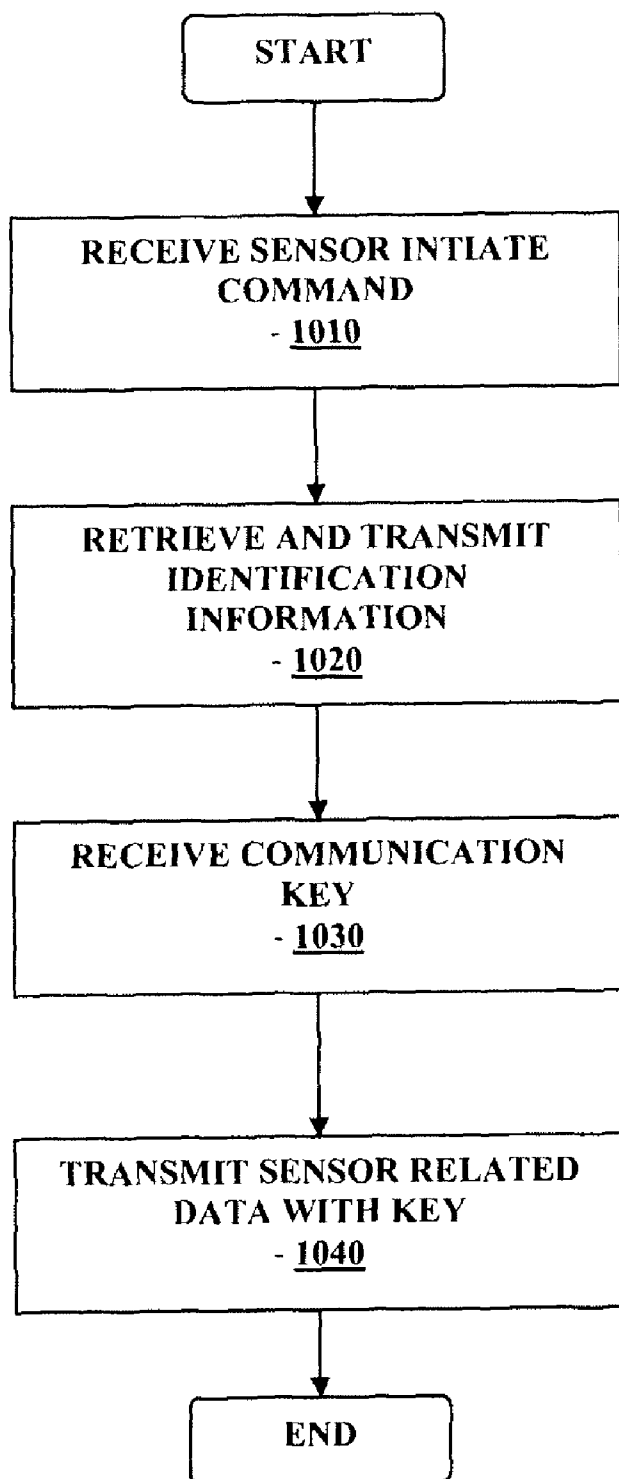 START
RECEIVE SENSOR INTIATE
COMMAND
- 1010
RETRIEVE AND TRANSMIT
IDENTIFICATION
INFORMATION
- 1020
RECEIVE COMMUNICATION
KEY
- 1030
TRANSMIT SENSOR RELATED
DATA WITH KEY
- 1040
END